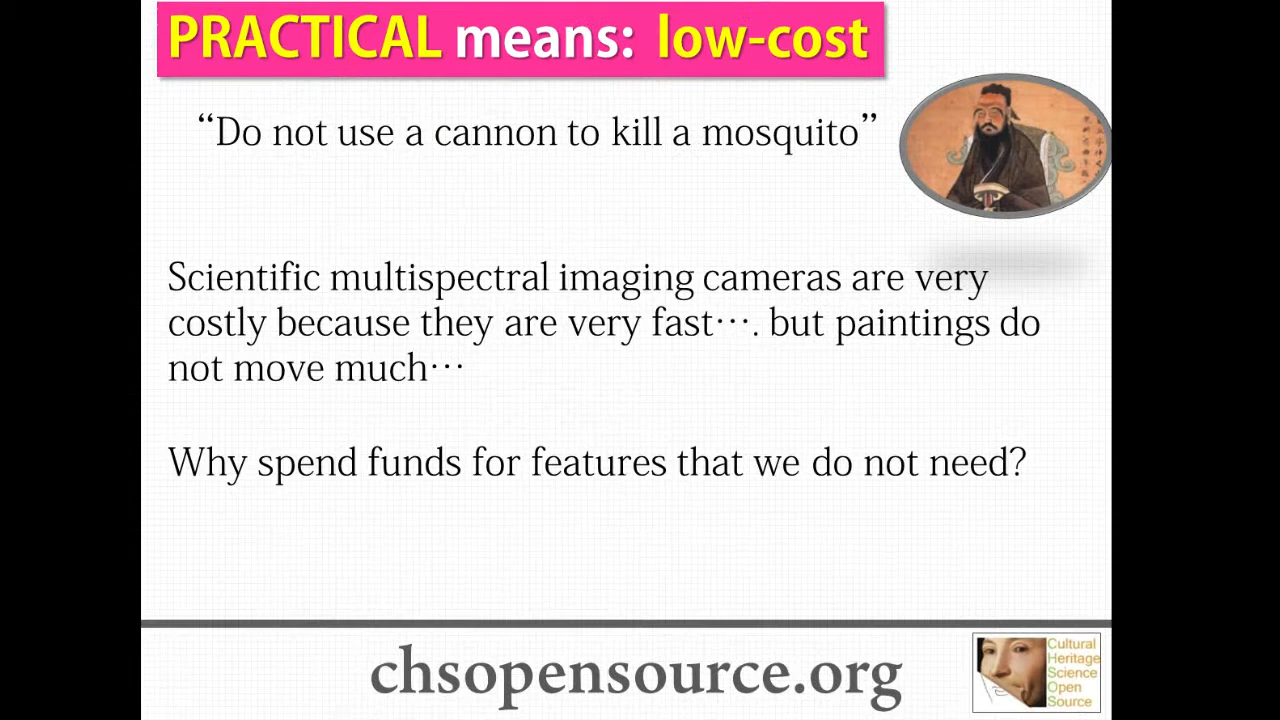 PRACTICAL means: low-cost
“Do not use a cannon to kill a mosquito”
Scientific multispectral imaging cameras are very
costly because they are very fast…. but paintings do
not move much…
Why spend funds for features that we do not need?
chsopensource.org
Cultural
Heritage
Science
Open
Source